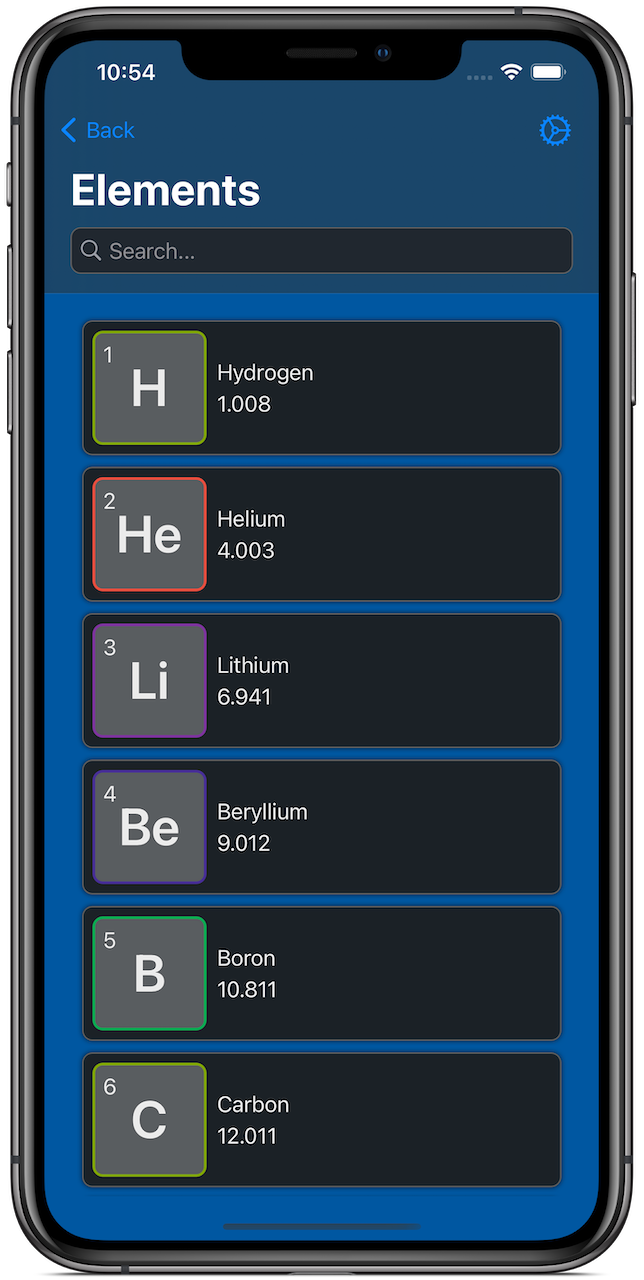 10:54
Back
Elements
Search...
1
H
Hydrogen
1.008
2
He
Helium
4.003
3
Li
Lithium
6.941
4
Be
Beryllium
9.012
5
B
Boron
10.811
6
C
Carbon
12.011